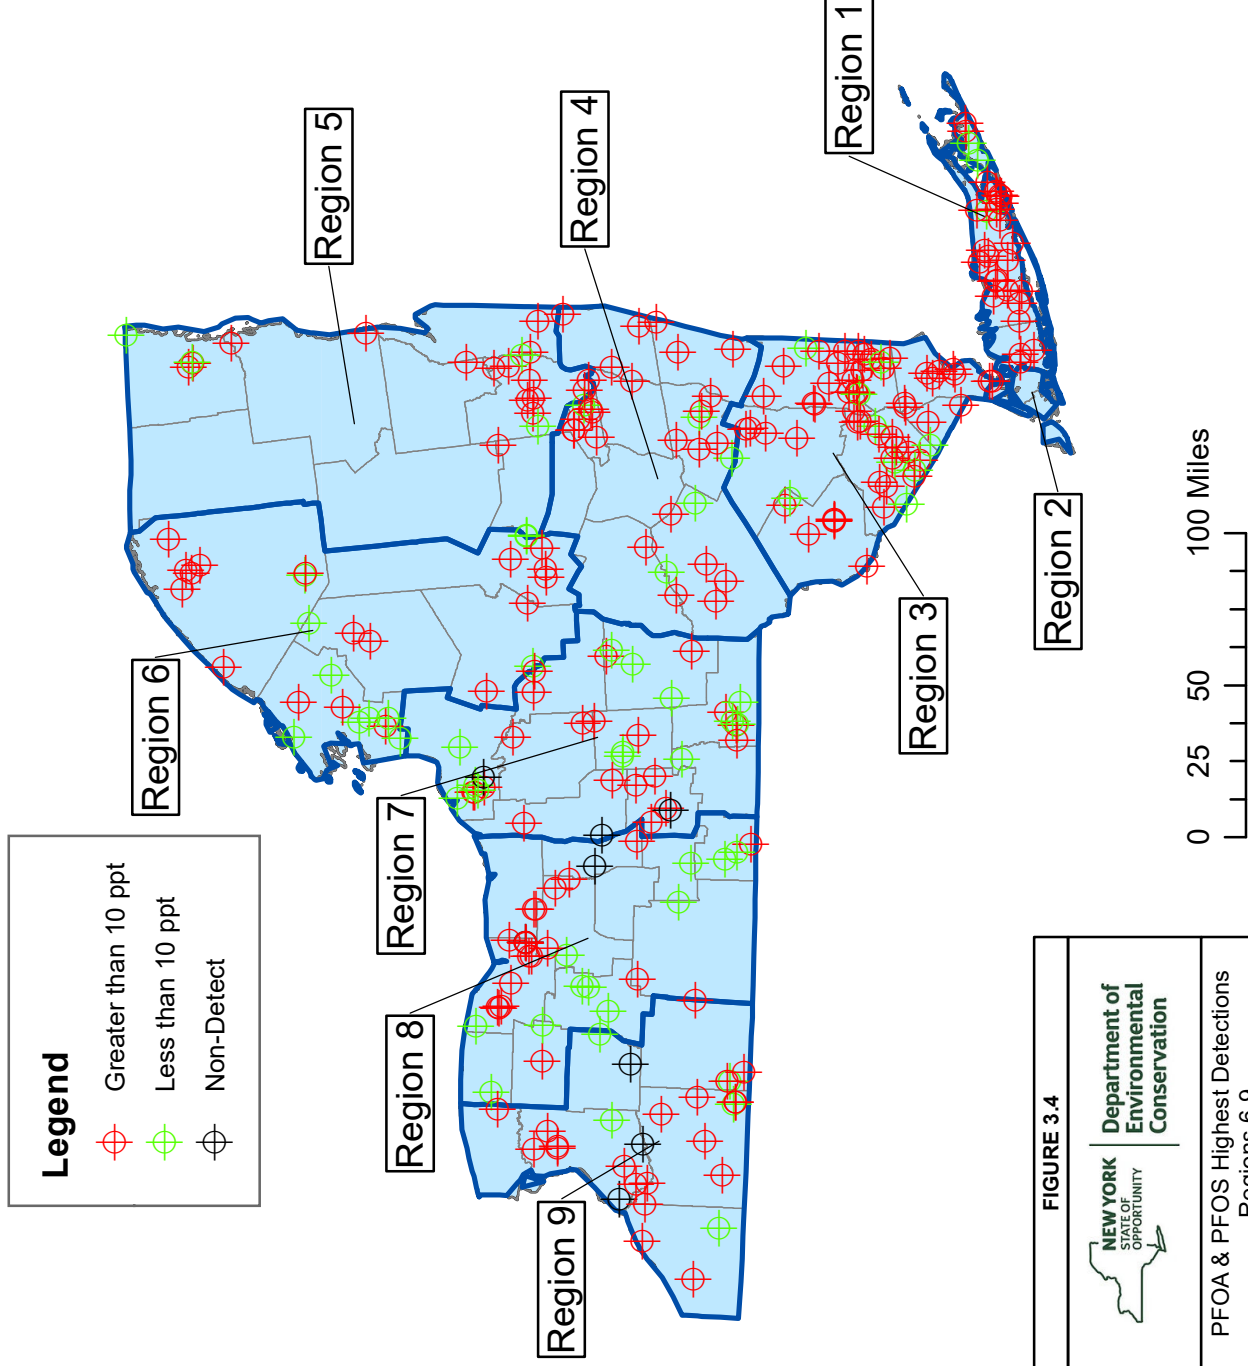 Legend
Greater than 10 ppt
Less than 10 ppt
Non-Detect
Region 9
Region 8
Region 7
Region 6
Region 5
Region 4
Region 3
Region 2
Region 1
0 25 50 100 Miles
FIGURE 3.4
NEW YORK
STATE OF
OPPORTUNITY
Department of
Environmental
Conservation
PFOA & PFOS Highest Detections